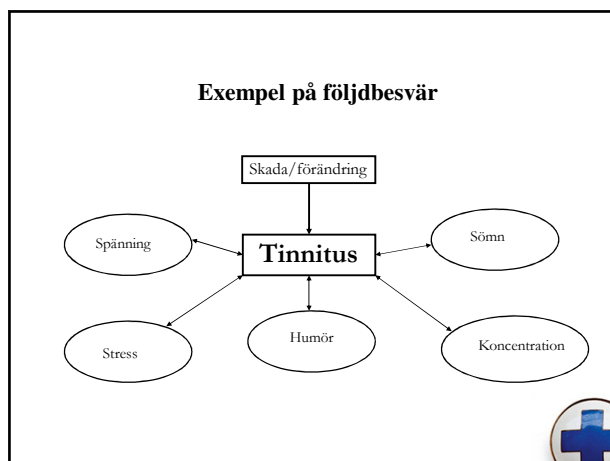 Exempel på följdbesvär
Skada/förändring
Spänning
Tinnitus
Sömn
Stress
Humör
Koncentration